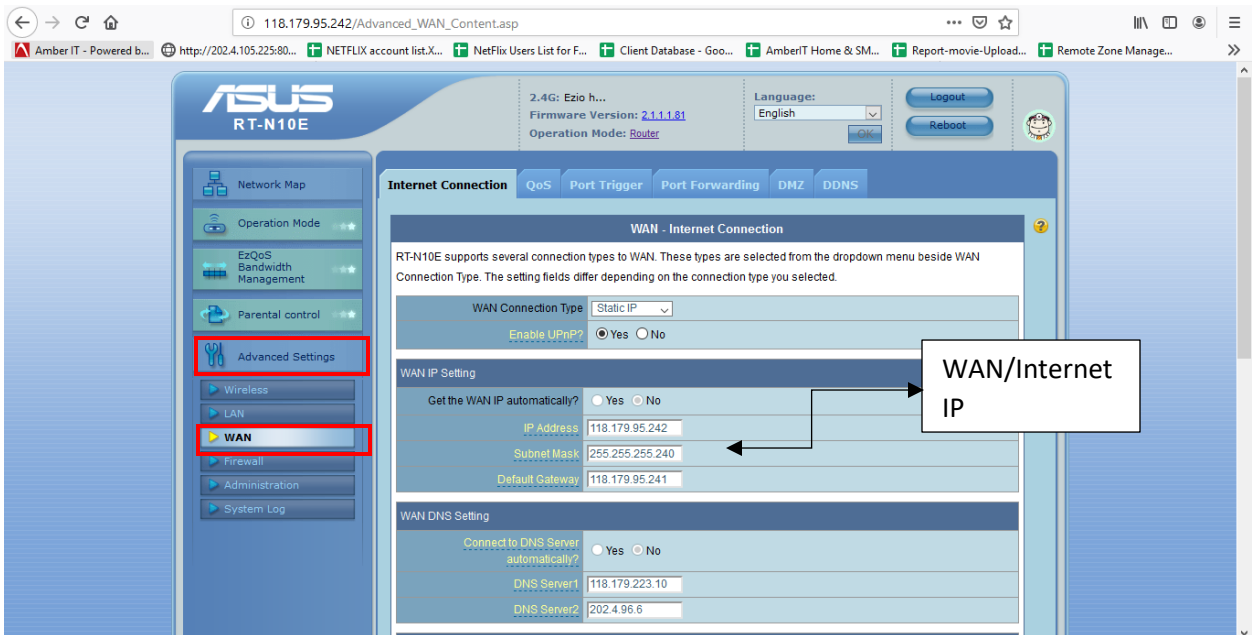 118.179.95.242/Advanced_WAN_Content.asp
Amber IT - Powered b... http://202.4.105.225:80... NETFLIX account list.X... NetFlix Users List for F... Client Database - Goo... AmberIT Home & SM... Report-movie-Upload... Remote Zone Manage...
ASUS
RT-N10E
2.4G: Ezio h...
Firmware Version: 2.1.1.1.81
Operation Mode: Router
Language:
English
OK
Logout
Reboot
Network Map
Operation Mode
EzQoS
Bandwidth
Management
Parental control
Advanced Settings
Wireless
LAN
WAN
Firewall
Administration
System Log
Internet Connection QoS Port Trigger Port Forwarding DMZ DDNS
WAN - Internet Connection
RT-N10E supports several connection types to WAN. These types are selected from the dropdown menu beside WAN
Connection Type. The setting fields differ depending on the connection type you selected.
WAN Connection Type Static IP
Enable UPnP? Yes No
WAN IP Setting
Get the WAN IP automatically? Yes No
IP Address 118.179.95.242
Subnet Mask 255.255.255.240
Default Gateway 118.179.95.241
WAN/Internet
IP
WAN DNS Setting
Connect to DNS Server
automatically? Yes No
DNS Server1 118.179.223.10
DNS Server2 202.4.96.6